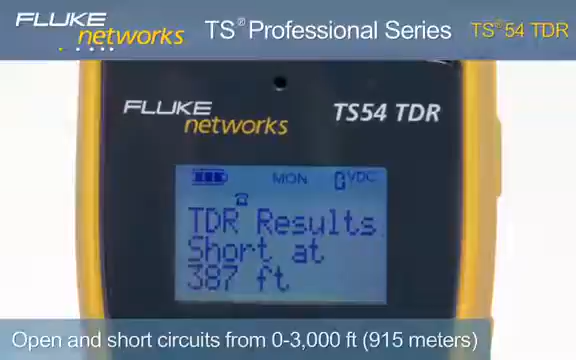 FLUKE networks TS® Professional Series TS®54 TDR
FLUKE networks TS54 TDR
MON 0VDC
TDR Results
Short at
387 ft
Open and short circuits from 0-3,000 ft (915 meters)